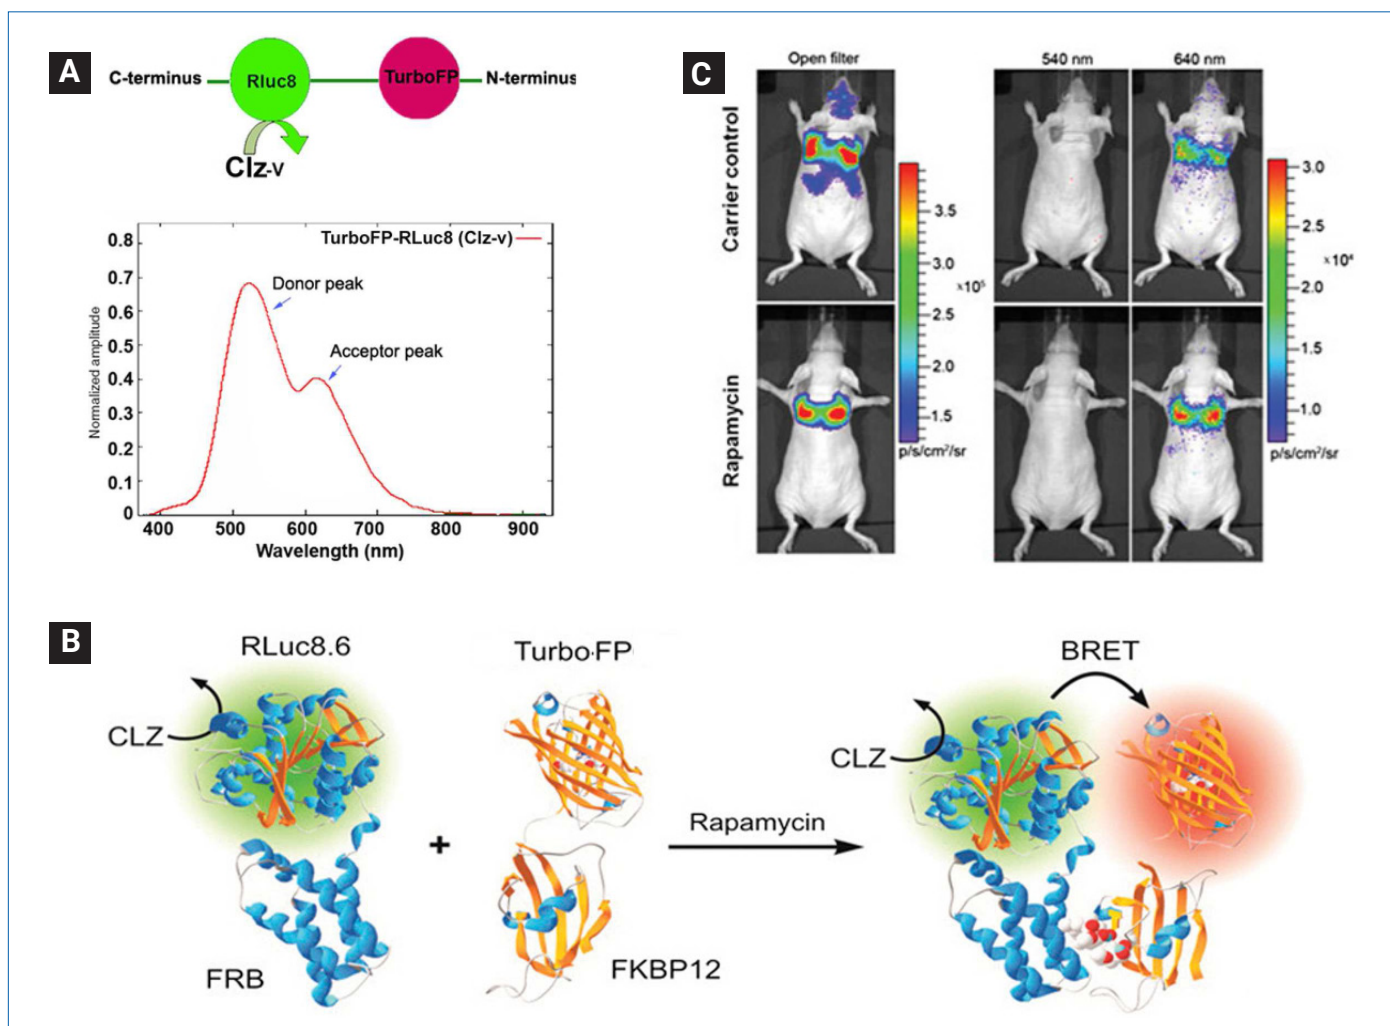 A
C-terminus
Rluc8
TurboFP
N-terminus
Clz-v
TurboFP-RLuc8 (Clz-v)
Donor peak
Acceptor peak
Normalized amplitude
0.8
0.7
0.6
0.5
0.4
0.3
0.2
0.1
0
400 500 600 700 800 900
Wavelength (nm)
C
Open filter
540 nm
640 nm
Carrier control
Rapamycin
3.5
3.0
×10⁵
2.5
2.0
1.5
p/s/cm²/sr
3.0
2.5
×10⁴
2.0
1.5
1.0
p/s/cm²/sr
B
RLuc8.6
Turbo·FP
BRET
CLZ
CLZ
+
Rapamycin
FRB
FKBP12